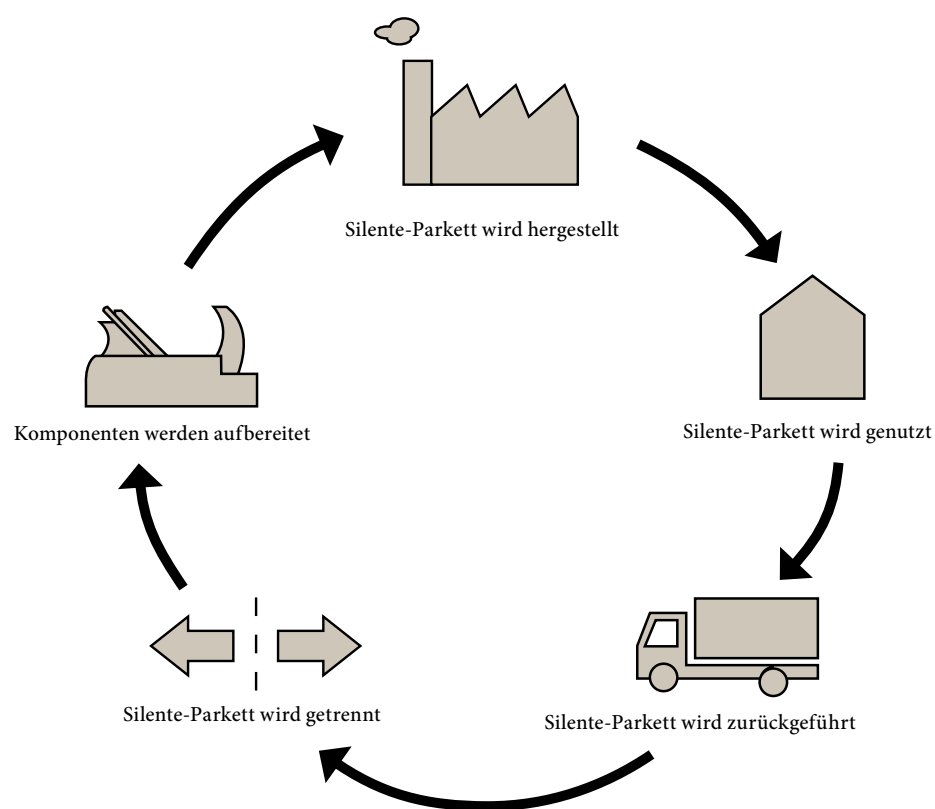 Silente-Parkett wird hergestellt
Silente-Parkett wird genutzt
Silente-Parkett wird zurückgeführt
Silente-Parkett wird getrennt
Komponenten werden aufbereitet